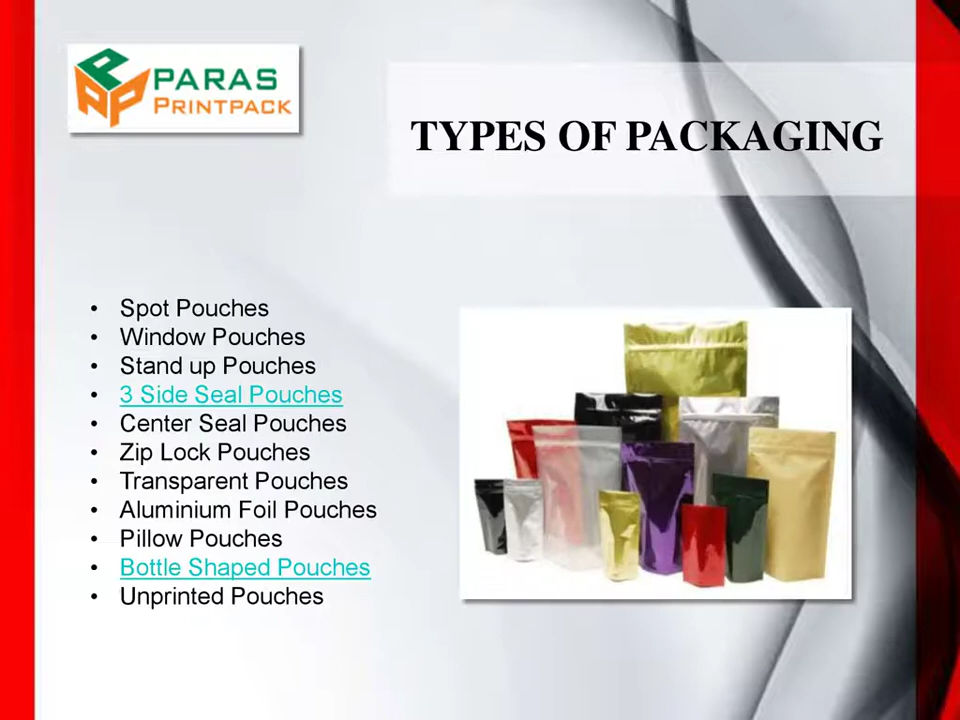 PARAS
PRINTPACK
TYPES OF PACKAGING
• Spot Pouches
• Window Pouches
• Stand up Pouches
• 3 Side Seal Pouches
• Center Seal Pouches
• Zip Lock Pouches
• Transparent Pouches
• Aluminium Foil Pouches
• Pillow Pouches
• Bottle Shaped Pouches
• Unprinted Pouches